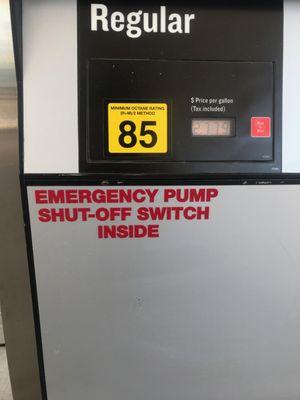 Regular
MINIMUM OCTANE RATING
(R+M)/2 METHOD
85
$ Price per gallon
(Tax included)
EMERGENCY PUMP
SHUT-OFF SWITCH
INSIDE